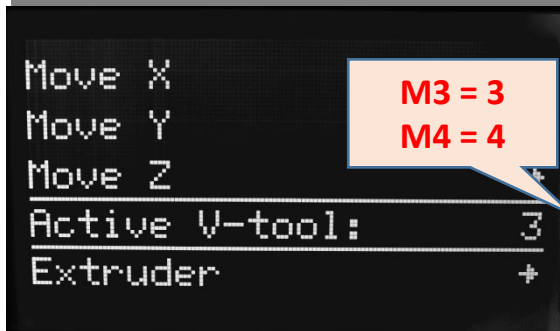 Move X
Move Y
Move Z
Active V-tool: 3
Extruder
M3 = 3
M4 = 4